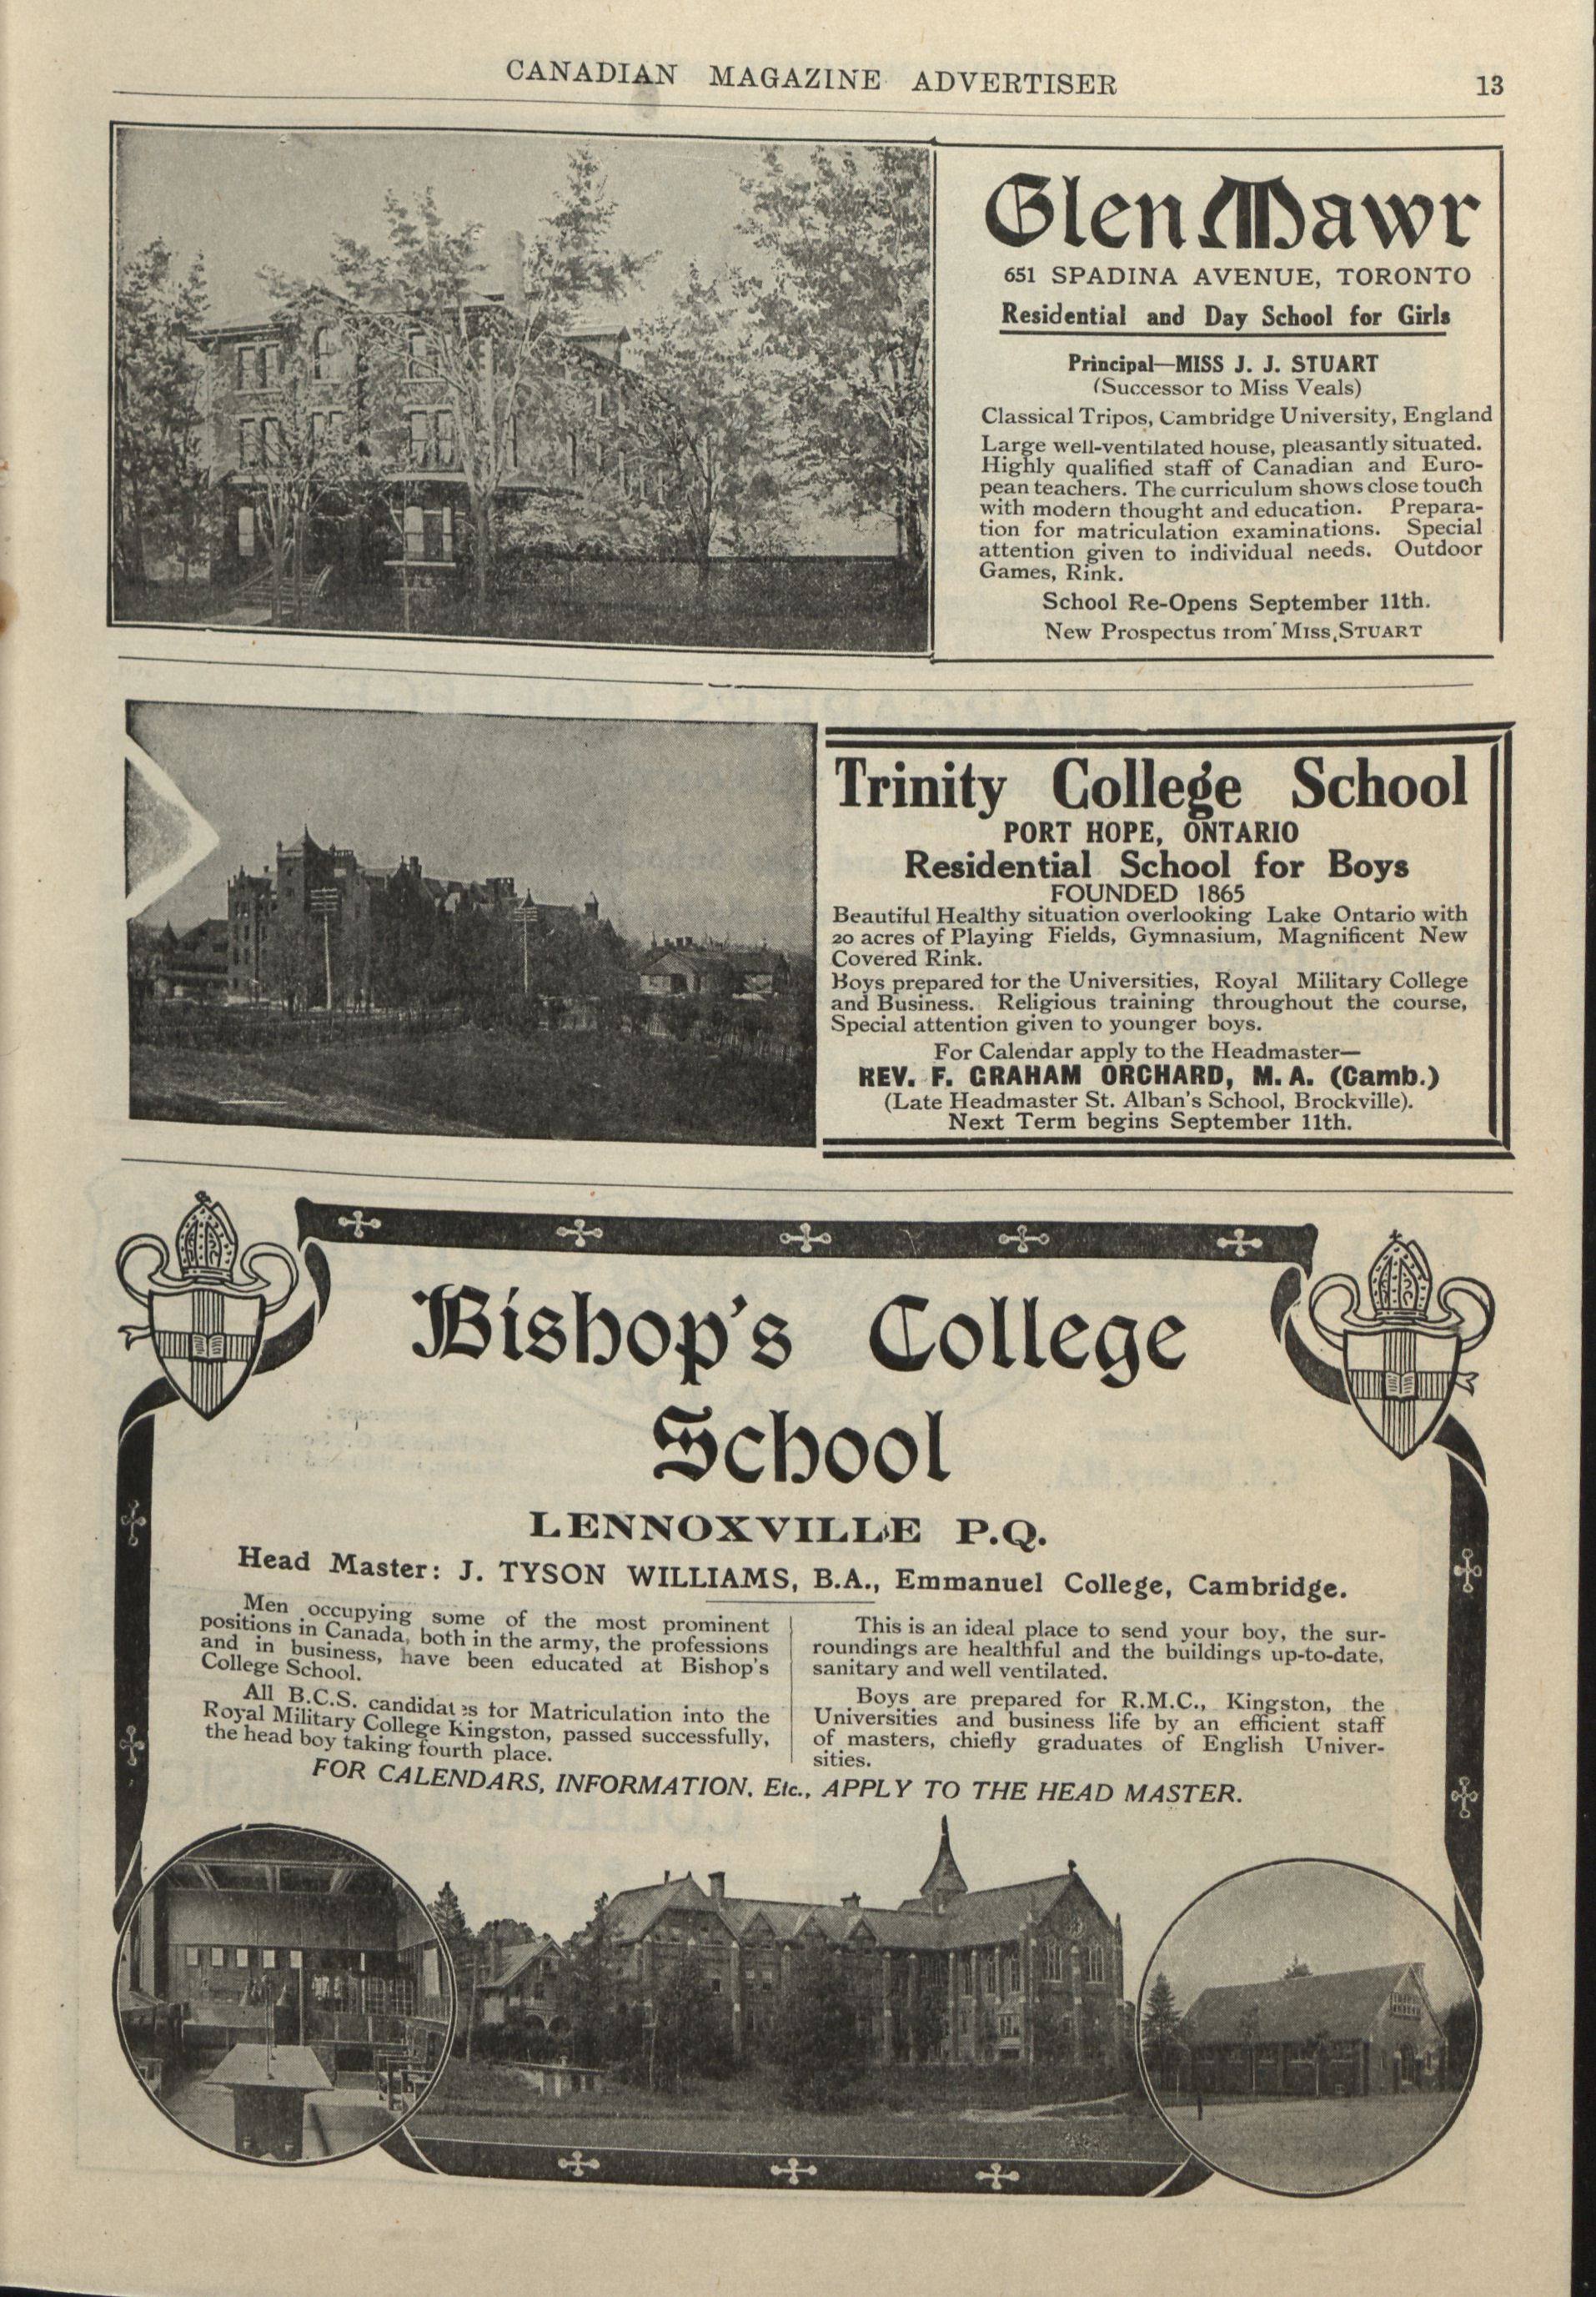 CANADIAN MAGAZINE ADVERTISER 13
Glen Mawr
651 SPADINA AVENUE, TORONTO
Residential and Day School for Girls
Principal—MISS J. J. STUART
(Successor to Miss Veals)
Classical Tripos, Cambridge University, England
Large well-ventilated house, pleasantly situated.
Highly qualified staff of Canadian and Euro-
pean teachers. The curriculum shows close touch
with modern thought and education. Prepara-
tion for matriculation examinations. Special
attention given to individual needs. Outdoor
Games, Rink.
School Re-Opens September 11th.
New Prospectus from MISS STUART
Trinity College School
PORT HOPE, ONTARIO
Residential School for Boys
FOUNDED 1865
Beautiful Healthy situation overlooking Lake Ontario with
20 acres of Playing Fields, Gymnasium, Magnificent New
Covered Rink.
Boys prepared for the Universities, Royal Military College
and Business. Religious training throughout the course,
Special attention given to younger boys.
For Calendar apply to the Headmaster—
REV. F. GRAHAM ORCHARD, M. A. (Camb.)
(Late Headmaster St. Alban's School, Brockville).
Next Term begins September 11th.
Bishop's College
School
LENNOXVILLE P.Q.
Head Master: J. TYSON WILLIAMS, B.A., Emmanuel College, Cambridge.
Men occupying some of the most prominent
positions in Canada, both in the army, the professions
and in business, have been educated at Bishop's
College School.
All B.C.S. candidates for Matriculation into the
Royal Military College Kingston, passed successfully,
the head boy taking fourth place.
This is an ideal place to send your boy, the sur-
roundings are healthful and the buildings up-to-date,
sanitary and well ventilated.
Boys are prepared for R.M.C., Kingston, the
Universities and business life by an efficient staff
of masters, chiefly graduates of English Univer-
sities.
FOR CALENDARS, INFORMATION, Etc., APPLY TO THE HEAD MASTER.